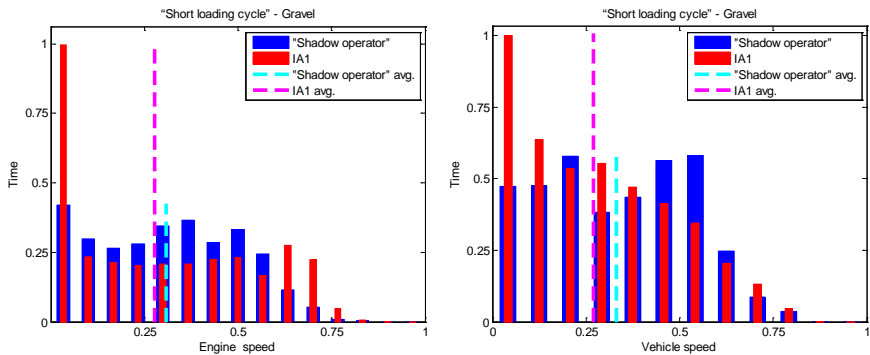 “Short loading cycle” - Gravel
"Shadow operator"
IA1
"Shadow operator" avg.
IA1 avg.
1
0.75
0.5
0.25
0
Time
0.25
0.5
0.75
1
Engine speed
“Short loading cycle” - Gravel
"Shadow operator"
IA1
"Shadow operator" avg.
IA1 avg.
1
0.75
0.5
0.25
0
Time
0
0.25
0.5
0.75
1
Vehicle speed